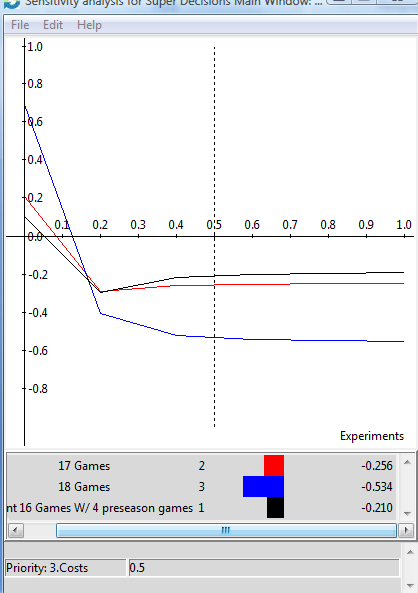 Sensitivity analysis for Super Decisions Main Window: ...
File Edit Help
1.0
0.8
0.6
0.4
0.2
0.1 0.2 0.3 0.4 0.5 0.6 0.7 0.8 0.9 1.0
0.0
-0.2
-0.4
-0.6
-0.8
Experiments
17 Games 2 -0.256
18 Games 3 -0.534
nt 16 Games W/ 4 preseason games 1 -0.210
Priority: 3.Costs 0.5